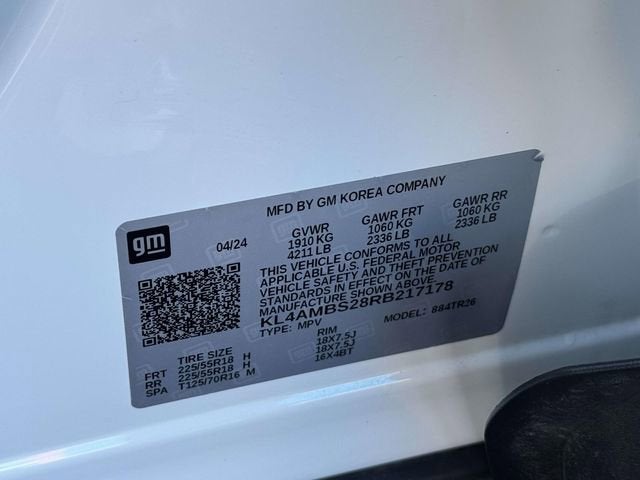 MFD BY GM KOREA COMPANY
gm
04/24
GVWR GAWR FRT GAWR RR
1910 KG 1060 KG 1060 KG
4211 LB 2336 LB 2336 LB
THIS VEHICLE CONFORMS TO ALL
APPLICABLE U.S. FEDERAL MOTOR
VEHICLE SAFETY AND THEFT PREVENTION
STANDARDS IN EFFECT ON THE DATE OF
MANUFACTURE SHOWN ABOVE.
KL4AMBS28RB217178
TYPE: MPV MODEL: 884TR26
TIRE SIZE RIM
FRT 225/55R18 H 18X7.5J
RR 225/55R18 H 18X7.5J
SPA T125/70R16 M 16X4BT